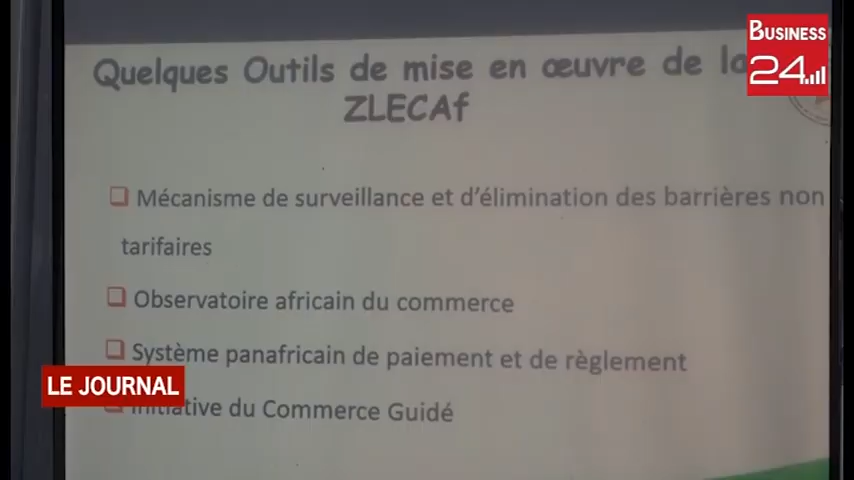 BUSINESS
24
Quelques Outils de mise en œuvre de la
ZLECAf
Mécanisme de surveillance et d'élimination des barrières non
tarifaires
Observatoire africain du commerce
Système panafricain de paiement et de règlement
LE JOURNAL
Initiative du Commerce Guidé